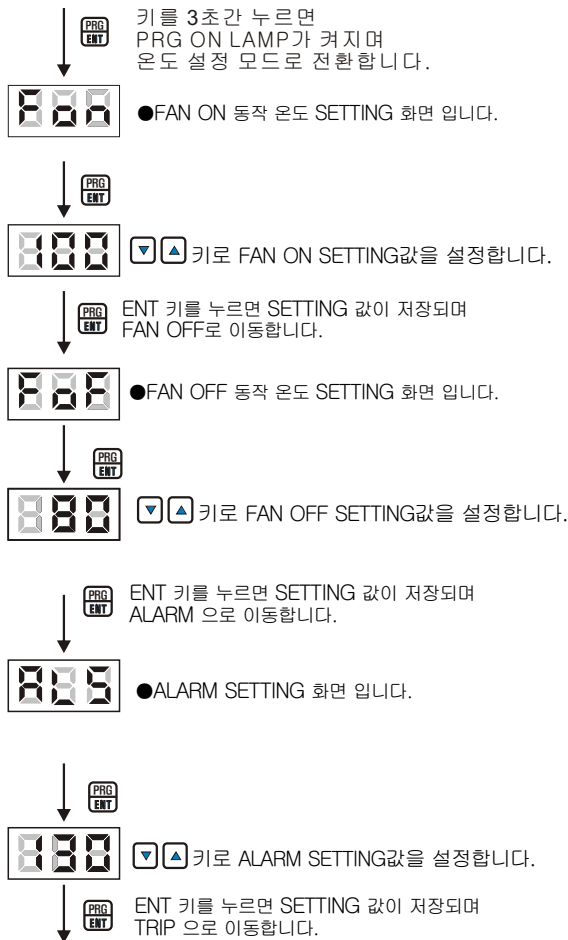 PRG
ENT
키를 3초간 누르면
PRG ON LAMP가 켜지며
온도 설정 모드로 전환합니다.
Fon
●FAN ON 동작 온도 SETTING 화면 입니다.
PRG
ENT
100
▼▲키로 FAN ON SETTING값을 설정합니다.
PRG
ENT
ENT 키를 누르면 SETTING 값이 저장되며
FAN OFF로 이동합니다.
FoF
●FAN OFF 동작 온도 SETTING 화면 입니다.
PRG
ENT
80
▼▲키로 FAN OFF SETTING값을 설정합니다.
PRG
ENT
ENT 키를 누르면 SETTING 값이 저장되며
ALARM 으로 이동합니다.
AtS
●ALARM SETTING 화면 입니다.
PRG
ENT
130
▼▲키로 ALARM SETTING값을 설정합니다.
PRG
ENT
ENT 키를 누르면 SETTING 값이 저장되며
TRIP 으로 이동합니다.